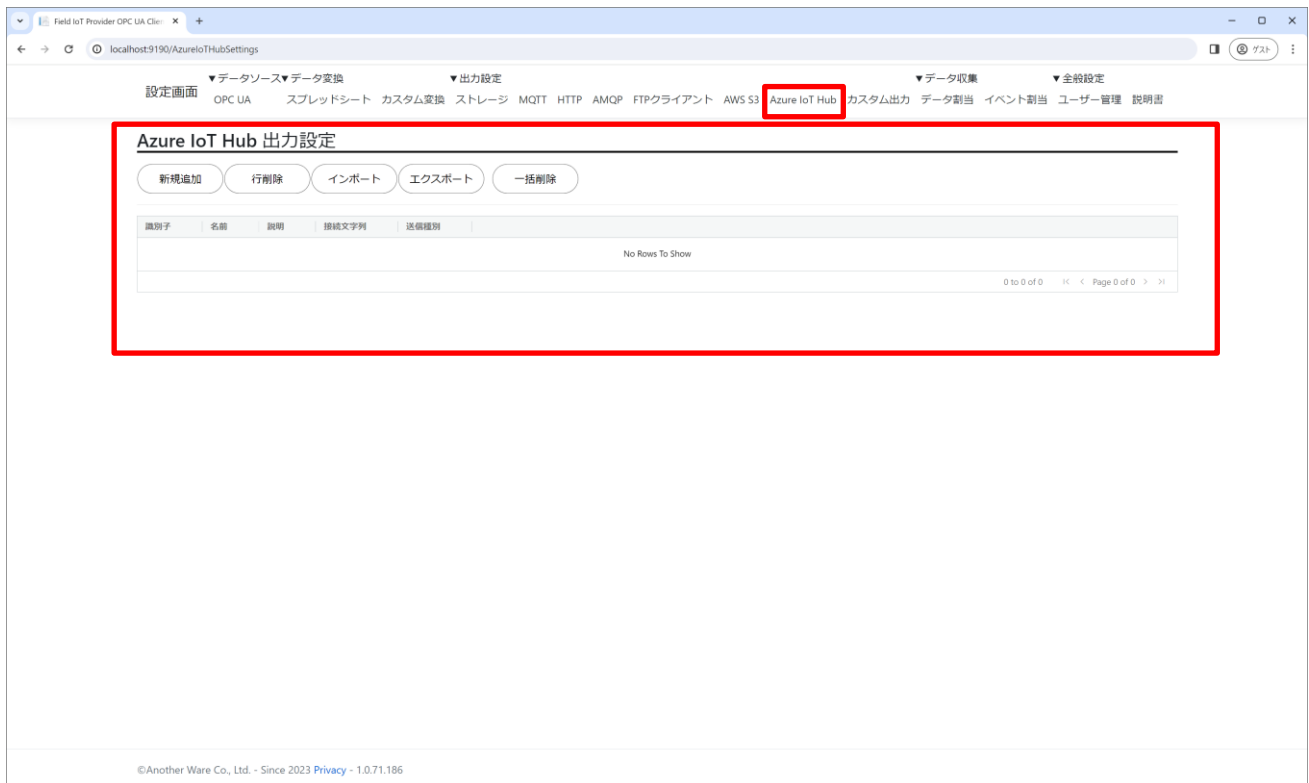 Field IoT Provider OPC UA Clien
localhost:9190/AzureIoTHubSettings
ゲスト
設定画面
▼データソース ▼データ変換 ▼出力設定 ▼データ収集 ▼全般設定
OPC UA スプレッドシート カスタム変換 ストレージ MQTT HTTP AMQP FTPクライアント AWS S3 Azure IoT Hub カスタム出力 データ割当 イベント割当 ユーザー管理 説明書
Azure IoT Hub 出力設定
新規追加 行削除 インポート エクスポート 一括削除
識別子 名前 説明 接続文字列 送信種別
No Rows To Show
0 to 0 of 0 Page 0 of 0
©Another Ware Co., Ltd. - Since 2023 Privacy - 1.0.71.186